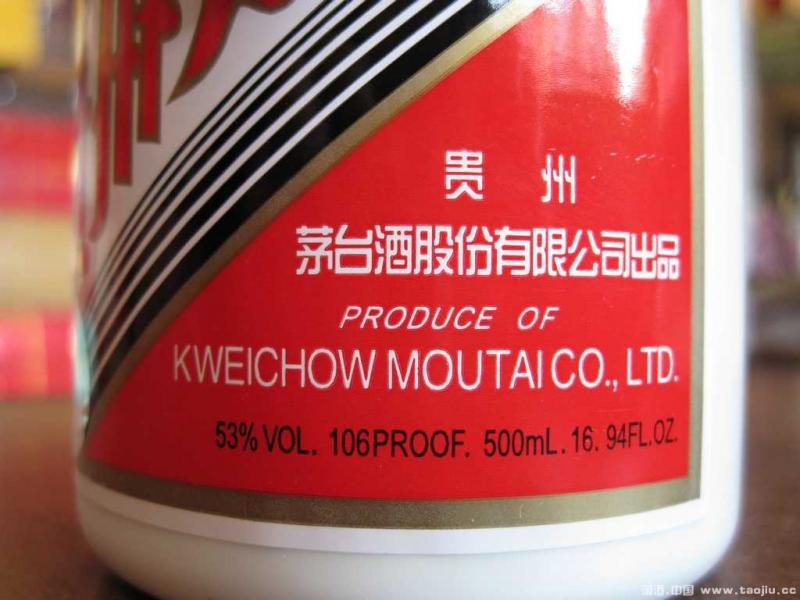 贵 州
茅台酒股份有限公司出品
PRODUCE OF
KWEICHOW MOUTAI CO., LTD.
53% VOL. 106PROOF. 500mL. 16. 94FL.OZ.
www.taojiu.cc